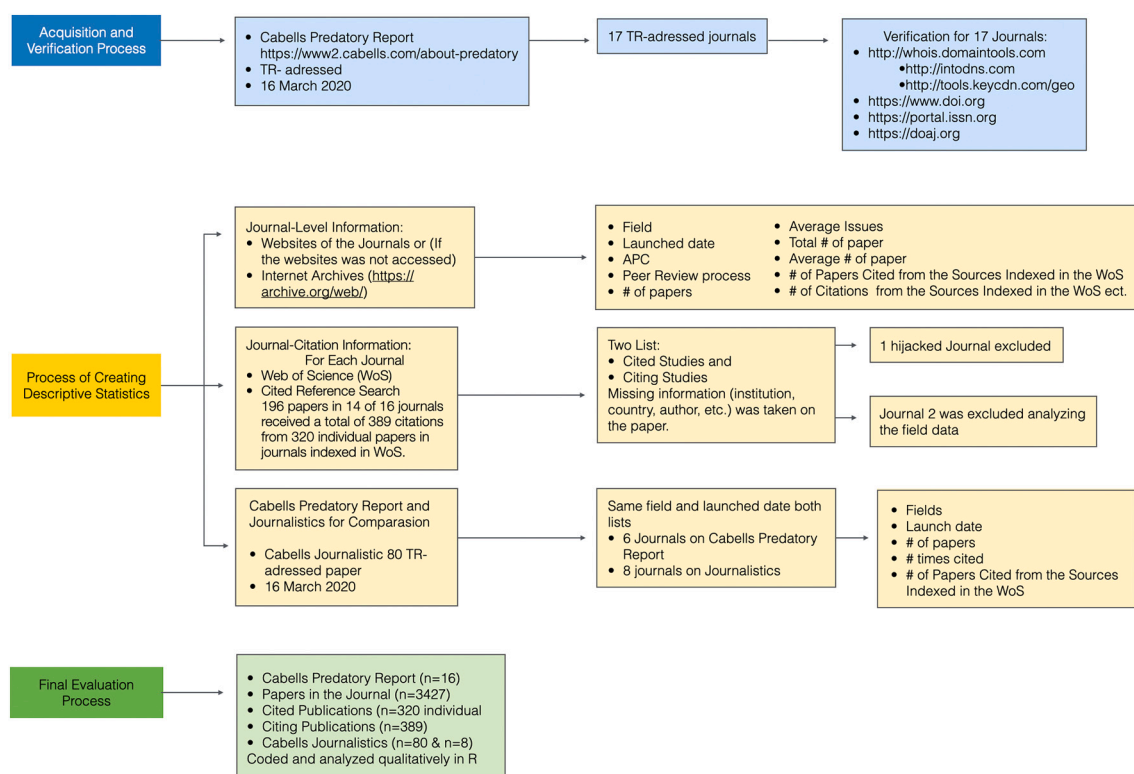 Acquisition and
Verification Process
• Cabells Predatory Report
https://www2.cabells.com/about-predatory
• TR- adressed
• 16 March 2020
17 TR-adressed journals
Verification for 17 Journals:
• http://whois.domaintools.com
•http://intodns.com
•http://tools.keycdn.com/geo
• https://www.doi.org
• https://portal.issn.org
• https://doaj.org
Process of Creating
Descriptive Statistics
Journal-Level Information:
• Websites of the Journals or (If
the websites was not accessed)
• Internet Archives (https://
archive.org/web/)
• Field
• Launched date
• APC
• Peer Review process
• # of papers
• Average Issues
• Total # of paper
• Average # of paper
• # of Papers Cited from the Sources Indexed in the WoS
• # of Citations from the Sources Indexed in the WoS ect.
Journal-Citation Information:
For Each Journal
• Web of Science (WoS)
• Cited Reference Search
196 papers in 14 of 16 journals
received a total of 389 citations
from 320 individual papers in
journals indexed in WoS.
Two List:
• Cited Studies and
• Citing Studies
Missing information (institution,
country, author, etc.) was taken on
the paper.
1 hijacked Journal excluded
Journal 2 was excluded analyzing
the field data
Cabells Predatory Report and
Journalistics for Comparasion
• Cabells Journalistic 80 TR-
adressed paper
• 16 March 2020
Same field and launched date both
lists
• 6 Journals on Cabells Predatory
Report
• 8 journals on Journalistics
• Fields
• Launch date
• # of papers
• # times cited
• # of Papers Cited from the Sources
Indexed in the WoS
Final Evaluation
Process
• Cabells Predatory Report (n=16)
• Papers in the Journal (n=3427)
• Cited Publications (n=320 individual
• Citing Publications (n=389)
• Cabells Journalistics (n=80 & n=8)
Coded and analyzed qualitatively in R